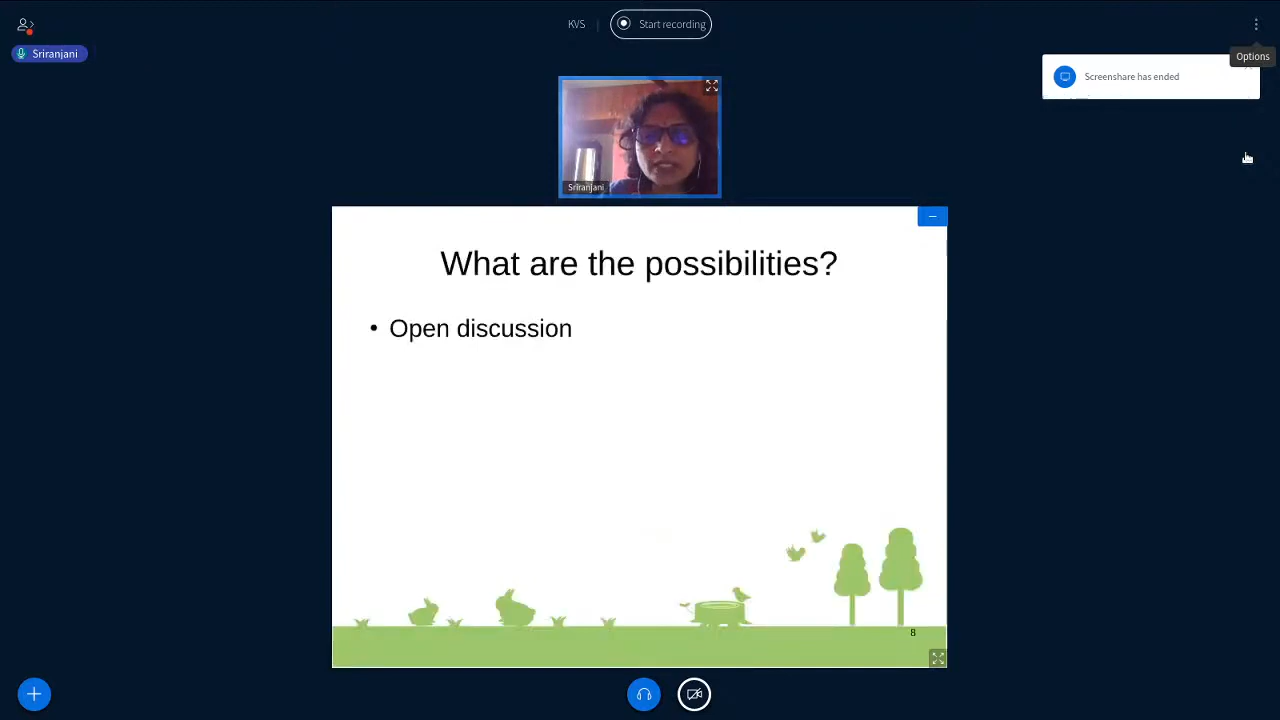 KVS
Start recording
Sriranjani
Options
Screenshare has ended
Sriranjani
What are the possibilities?
• Open discussion
8